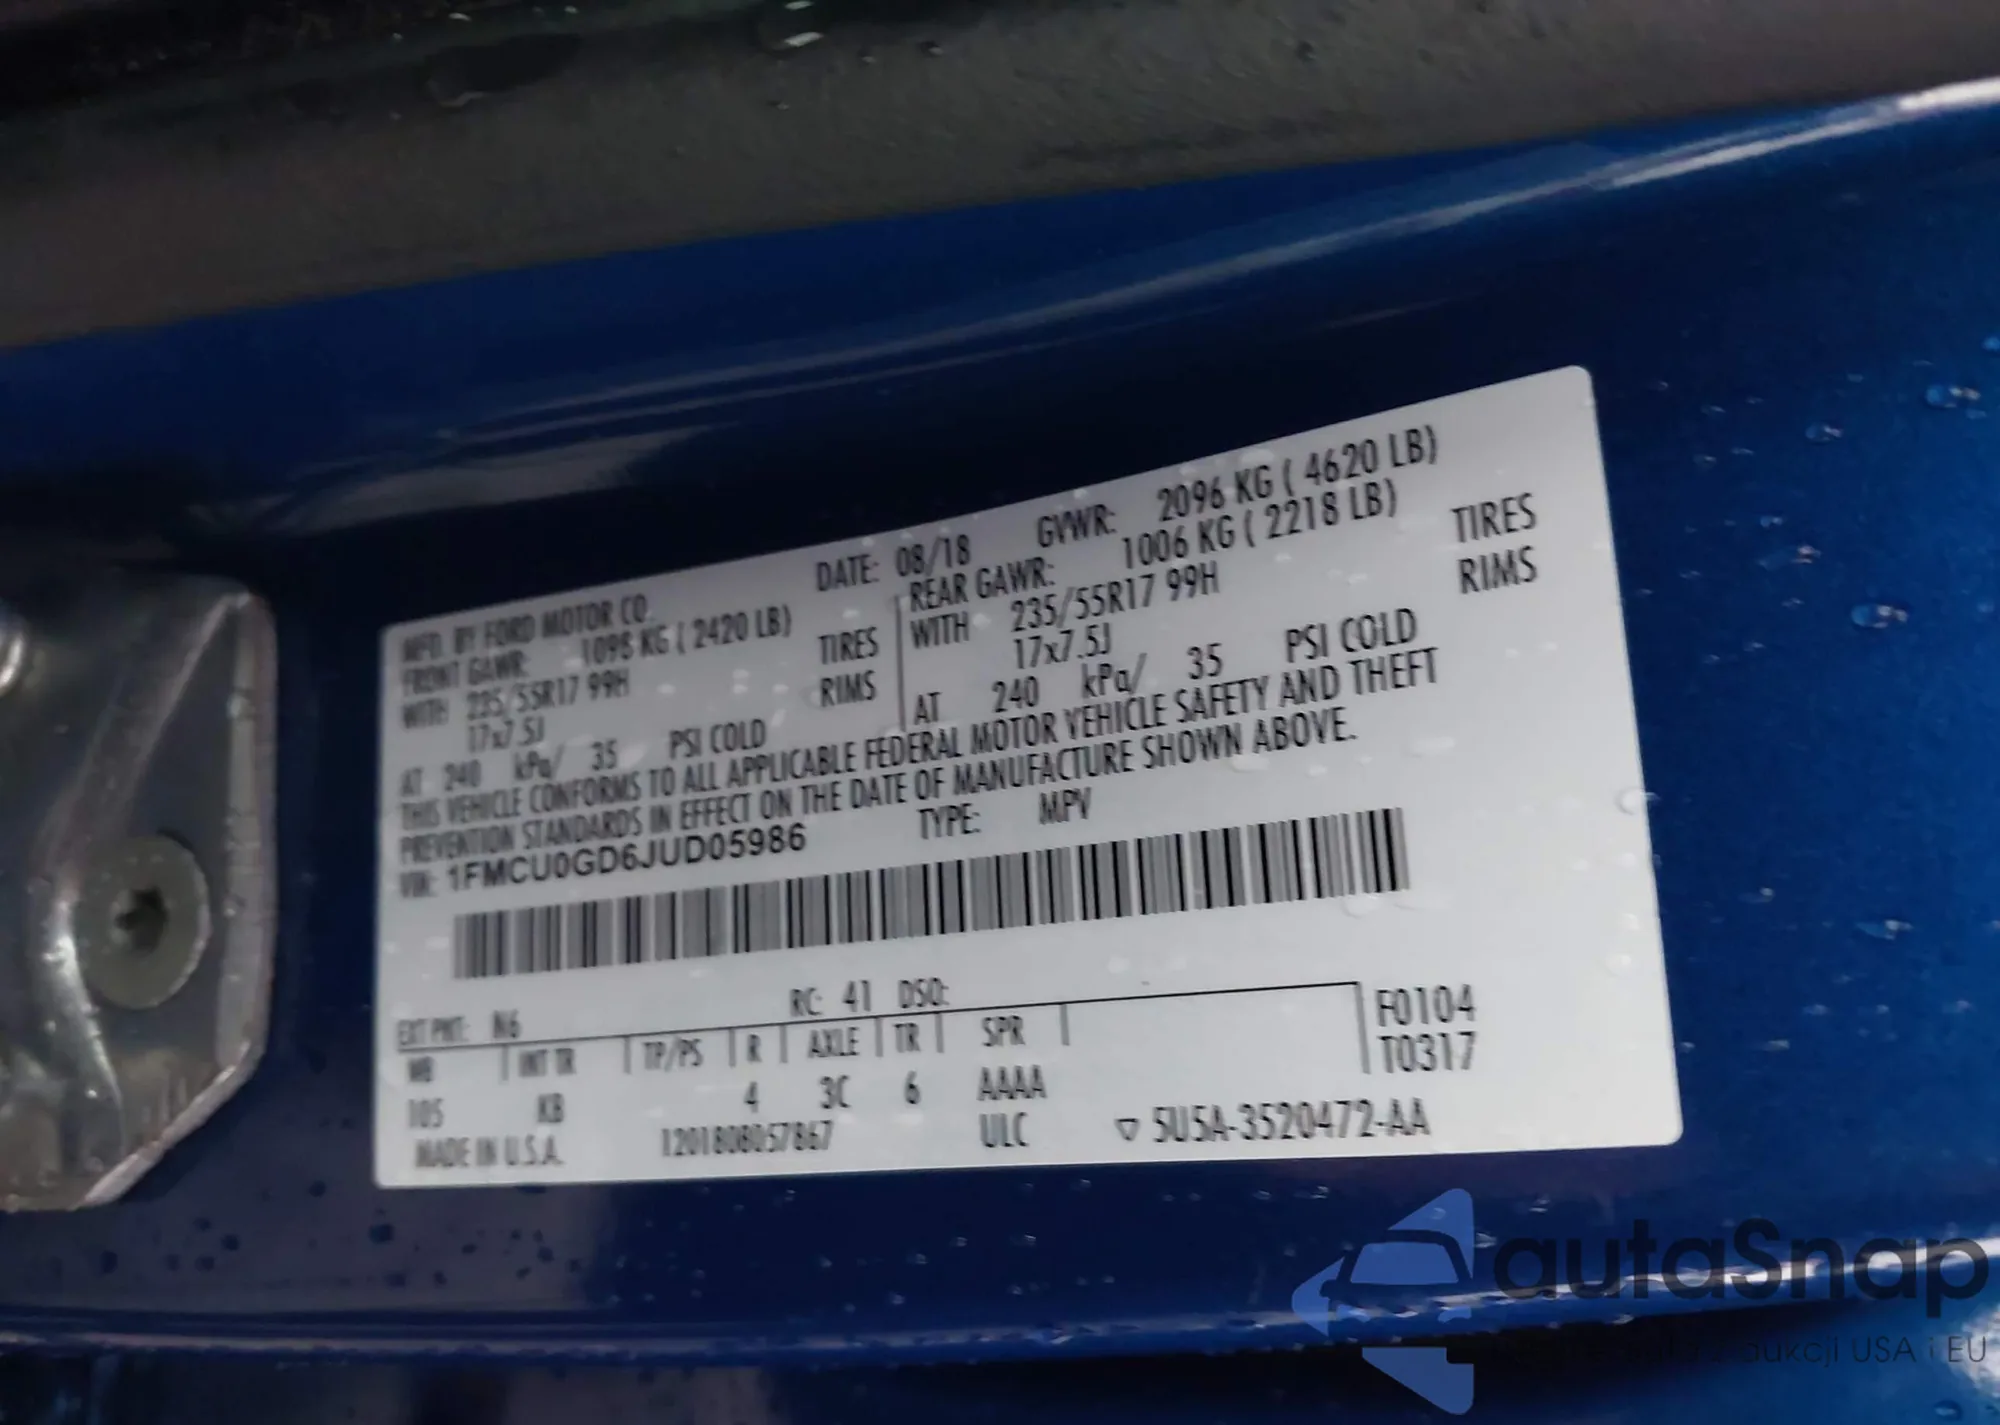 MFD. BY FORD MOTOR CO. DATE: 08/18 GVWR: 2096 KG ( 4620 LB)
FRONT GAWR: 1098 KG ( 2420 LB) REAR GAWR: 1006 KG ( 2218 LB)
WITH 235/55R17 99H TIRES WITH 235/55R17 99H TIRES
17x7.5J RIMS 17x7.5J RIMS
AT 240 kPa/ 35 PSI COLD AT 240 kPa/ 35 PSI COLD
THIS VEHICLE CONFORMS TO ALL APPLICABLE FEDERAL MOTOR VEHICLE SAFETY AND THEFT
PREVENTION STANDARDS IN EFFECT ON THE DATE OF MANUFACTURE SHOWN ABOVE.
VIN: 1FMCU0GD6JUD05986 TYPE: MPV
EXT PNT: N6 RC: 41 DSO:
WB INT TR TP/PS R AXLE TR SPR F0104
105 KB 4 3C 6 AAAA T0317
MADE IN U.S.A. 1201808057867 ULC ▽ 5U5A-3520472-AA
autaSnap
aukcji USA i EU